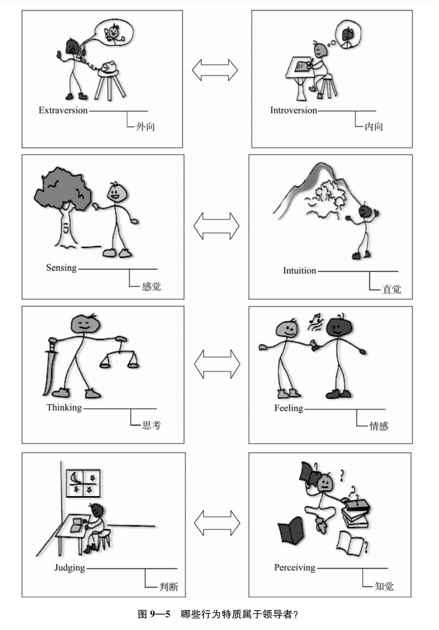 Extraversion
外向
Introversion
内向
Sensing
感觉
Intuition
直觉
Thinking
思考
Feeling
情感
Judging
判断
Perceiving
知觉
图 9—5 哪些行为特质属于领导者?